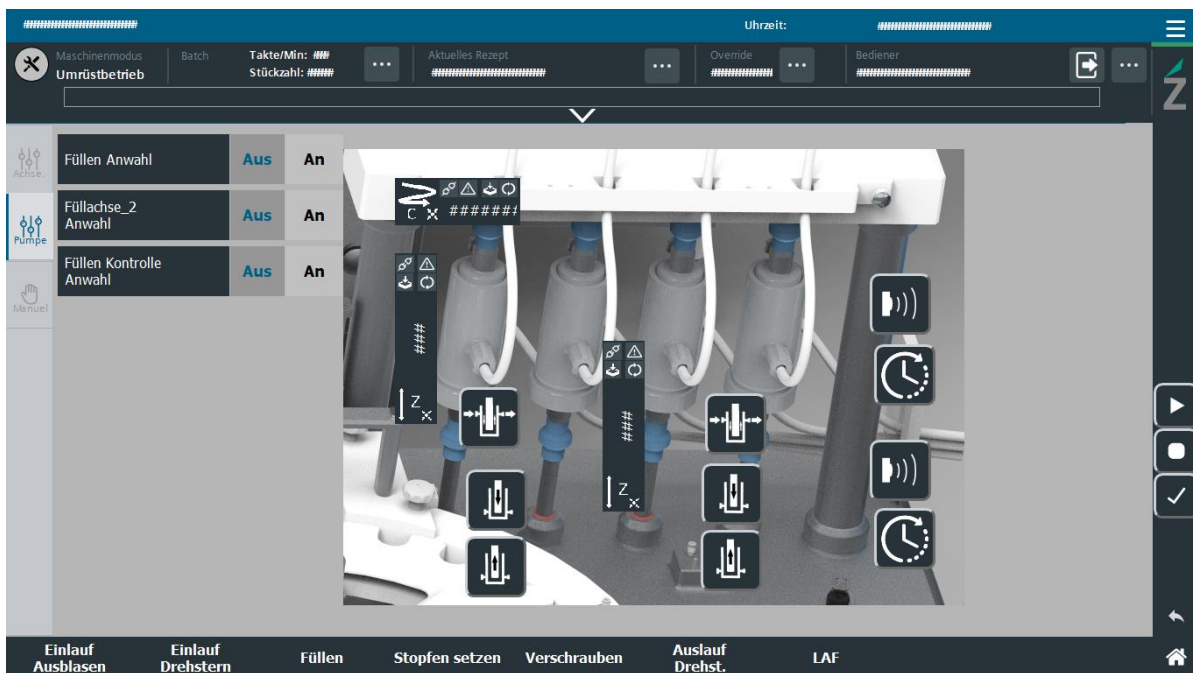 ##########################
Uhrzeit: ##########################
Maschinenmodus
Umrüstbetrieb
Batch
Takte/Min: ###
Stückzahl: #####
Aktuelles Rezept
##########################
Override
##############
Bediener
##########################
Z
Achse.
Pumpe
Manuel
Füllen Anwahl Aus An
Füllachse_2
Anwahl
Aus An
Füllen Kontrolle
Anwahl
Aus An
C #######
###
Z
###
Z
Einlauf
Ausblasen
Einlauf
Drehstern
Füllen
Stopfen setzen
Verschrauben
Auslauf
Drehst.
LAF